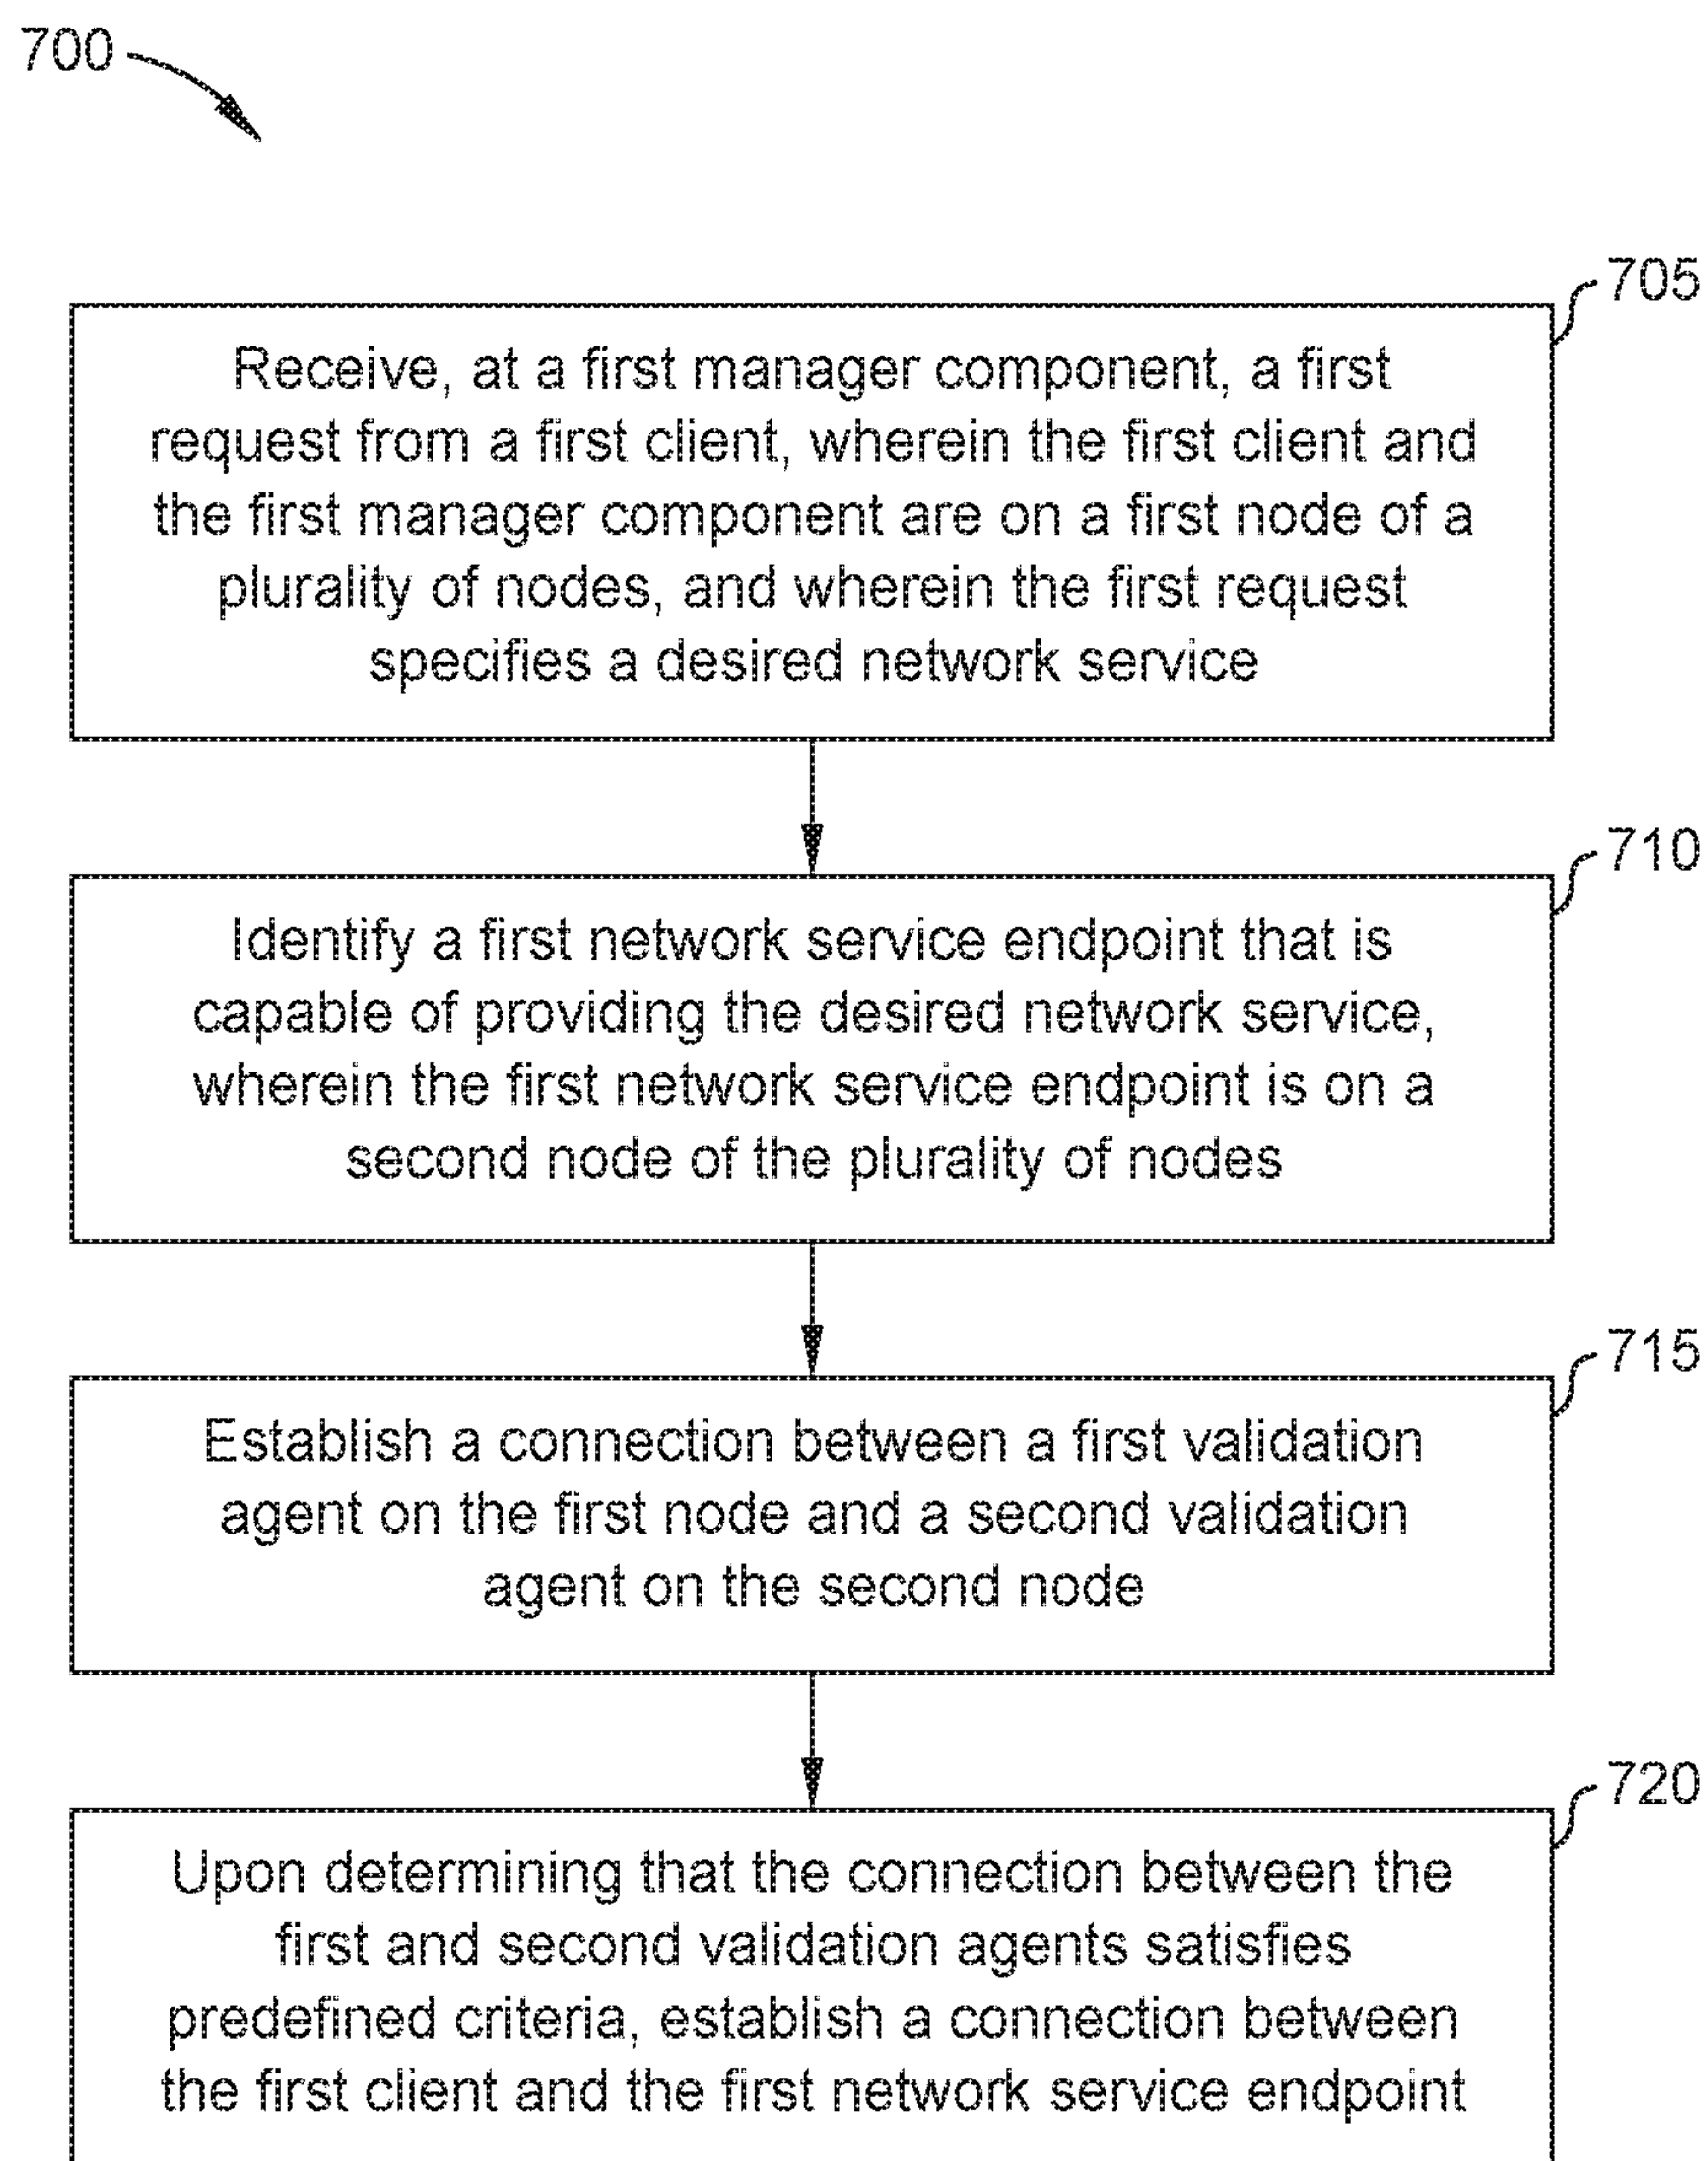 700
705
Receive, at a first manager component, a first
request from a first client, wherein the first client and
the first manager component are on a first node of a
plurality of nodes, and wherein the first request
specifies a desired network service
710
Identify a first network service endpoint that is
capable of providing the desired network service,
wherein the first network service endpoint is on a
second node of the plurality of nodes
715
Establish a connection between a first validation
agent on the first node and a second validation
agent on the second node
720
Upon determining that the connection between the
first and second validation agents satisfies
predefined criteria, establish a connection between
the first client and the first network service endpoint